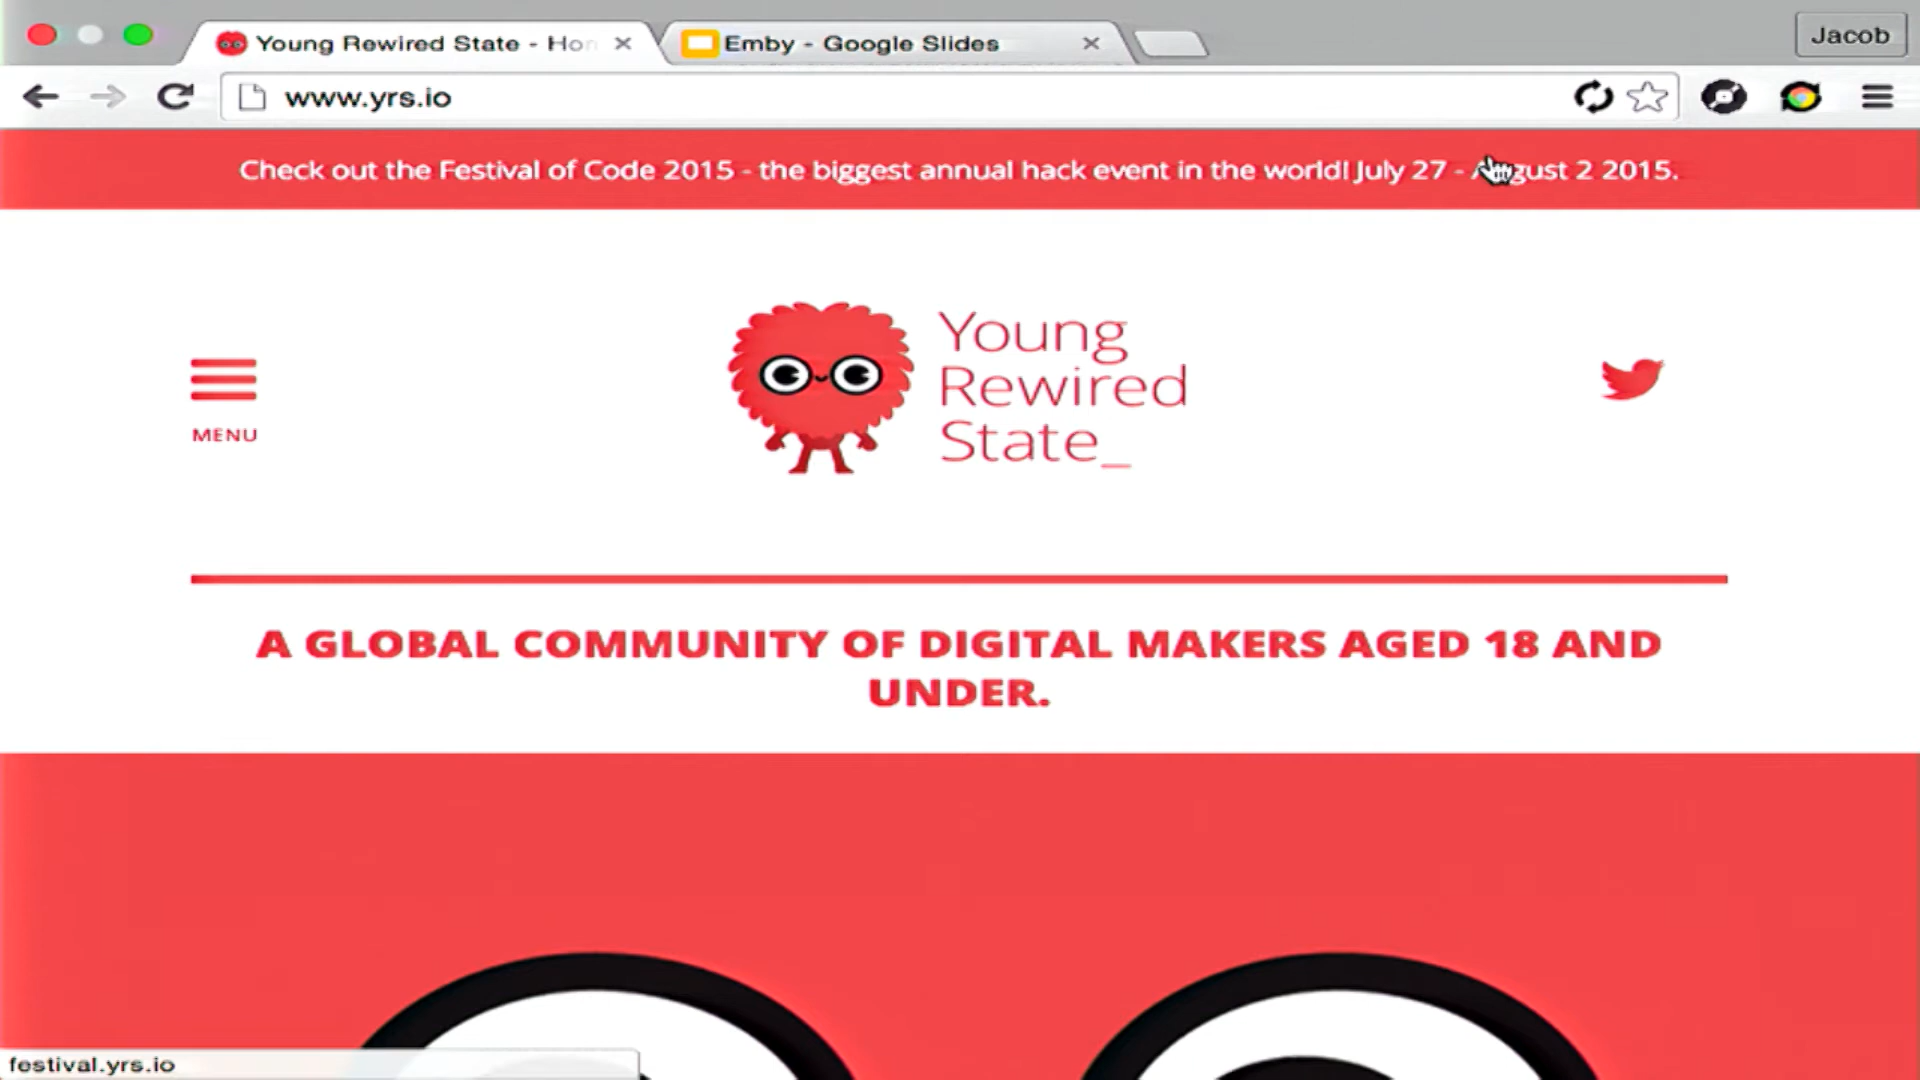 Young Rewired State - Hon
Emby - Google Slides
Jacob
www.yrs.io
Check out the Festival of Code 2015 - the biggest annual hack event in the world! July 27 - August 2 2015.
MENU
Young
Rewired
State_
A GLOBAL COMMUNITY OF DIGITAL MAKERS AGED 18 AND
UNDER.
festival.yrs.io